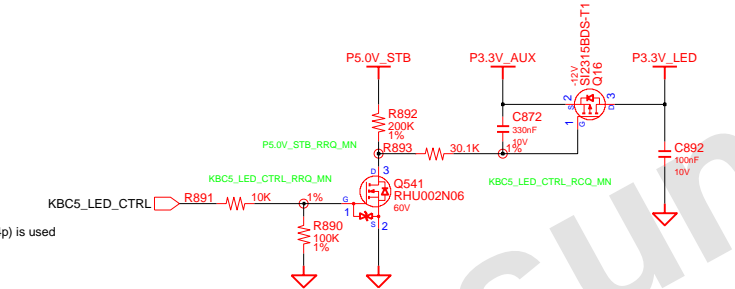 SI2315BDS-T1
Q16
-12V
P5.0V_STB
P3.3V_AUX
P3.3V_LED
2
3
S
D
1
G
R892
200K
1%
C872
330nF
10V
P5.0V_STB_RRQ_MN
R893
30.1K
1%
C892
100nF
10V
D
3
KBC5_LED_CTRL_MN
KBC5_LED_CTRL_RCQ_MN
Q541
RHU002N06
60V
KBC5_LED_CTRL
R891
10K
1%
G
1
S
2
R890
100K
1%
p) is used
sun